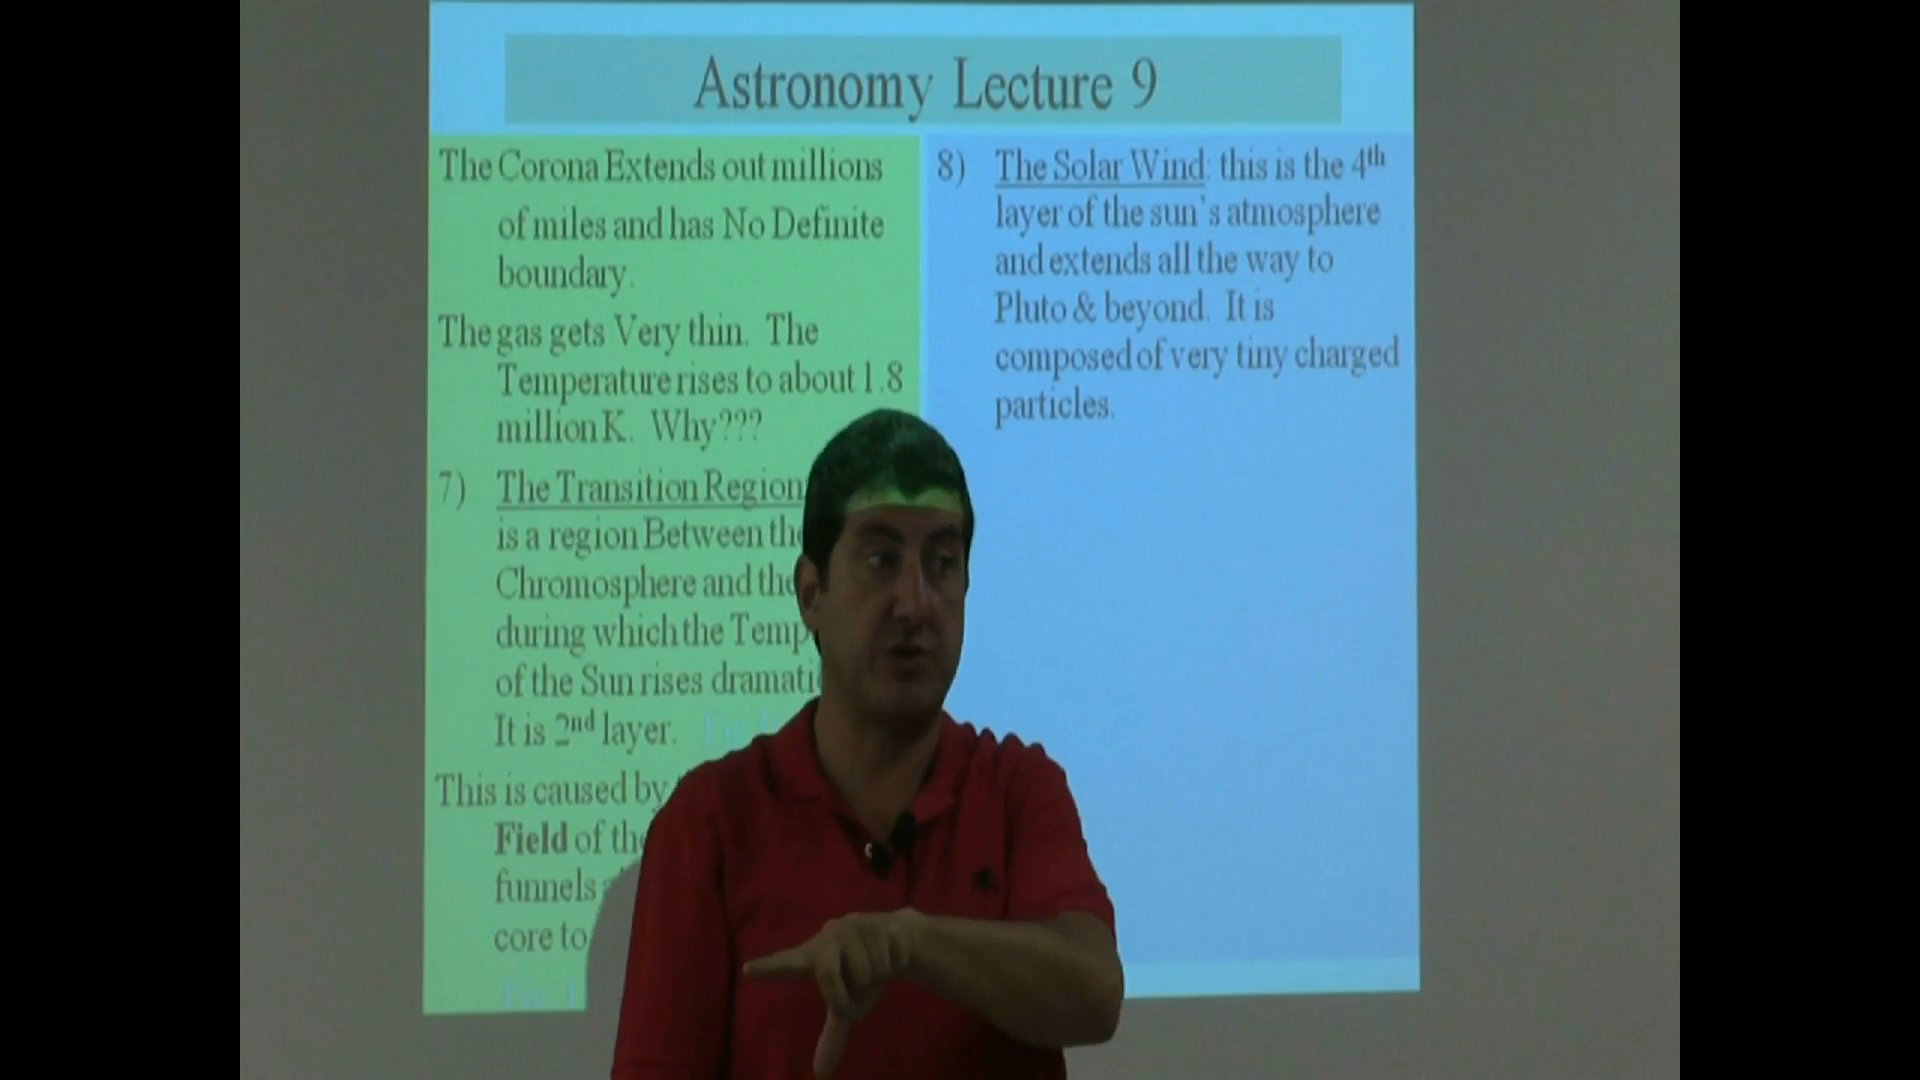 Astronomy Lecture 9
The Corona Extends out millions
of miles and has No Definite
boundary.
The gas gets Very thin. The
Temperature rises to about 1.8
million K. Why???
7) The Transition Region
is a region Between the
Chromosphere and the
during which the Temp
of the Sun rises dramati
It is 2nd layer.
This is caused by
Field of the
funnels
core to
8) The Solar Wind: this is the 4th
layer of the sun's atmosphere
and extends all the way to
Pluto & beyond. It is
composed of very tiny charged
particles.